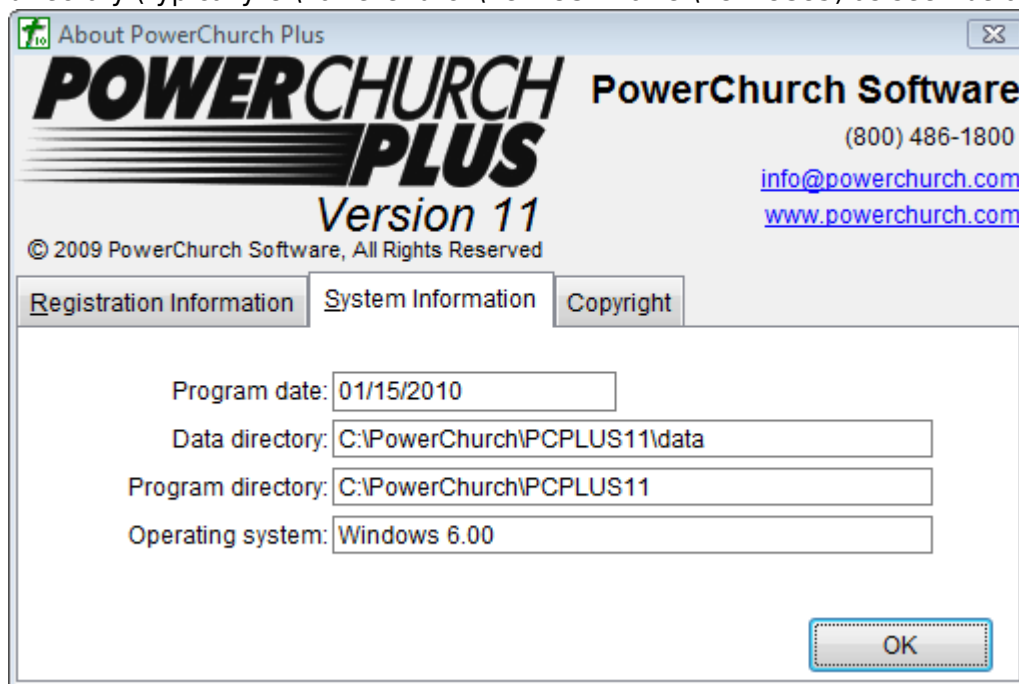 About PowerChurch Plus
POWERCHURCH
PLUS
Version 11
© 2009 PowerChurch Software, All Rights Reserved
PowerChurch Software
(800) 486-1800
info@powerchurch.com
www.powerchurch.com
Registration Information
System Information
Copyright
Program date: 01/15/2010
Data directory: C:\PowerChurch\PCPLUS11\data
Program directory: C:\PowerChurch\PCPLUS11
Operating system: Windows 6.00
OK